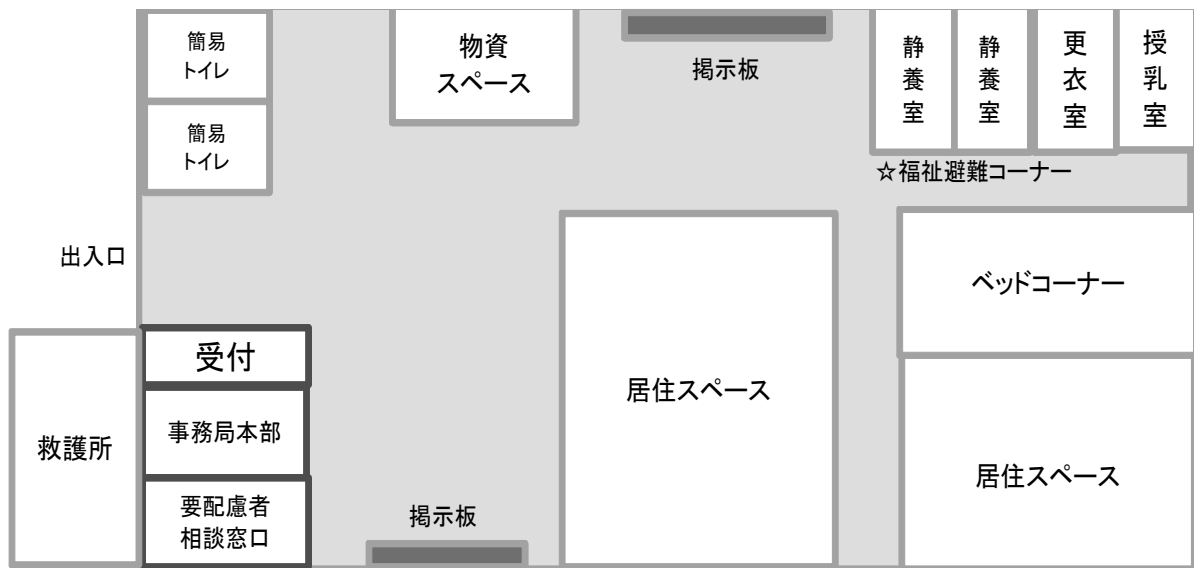 簡易
トイレ
物資
スペース
掲示板
静養室
静養室
更衣室
授乳室
簡易
トイレ
☆福祉避難コーナー
出入口
ベッドコーナー
受付
居住スペース
事務局本部
救護所
居住スペース
要配慮者
相談窓口
掲示板